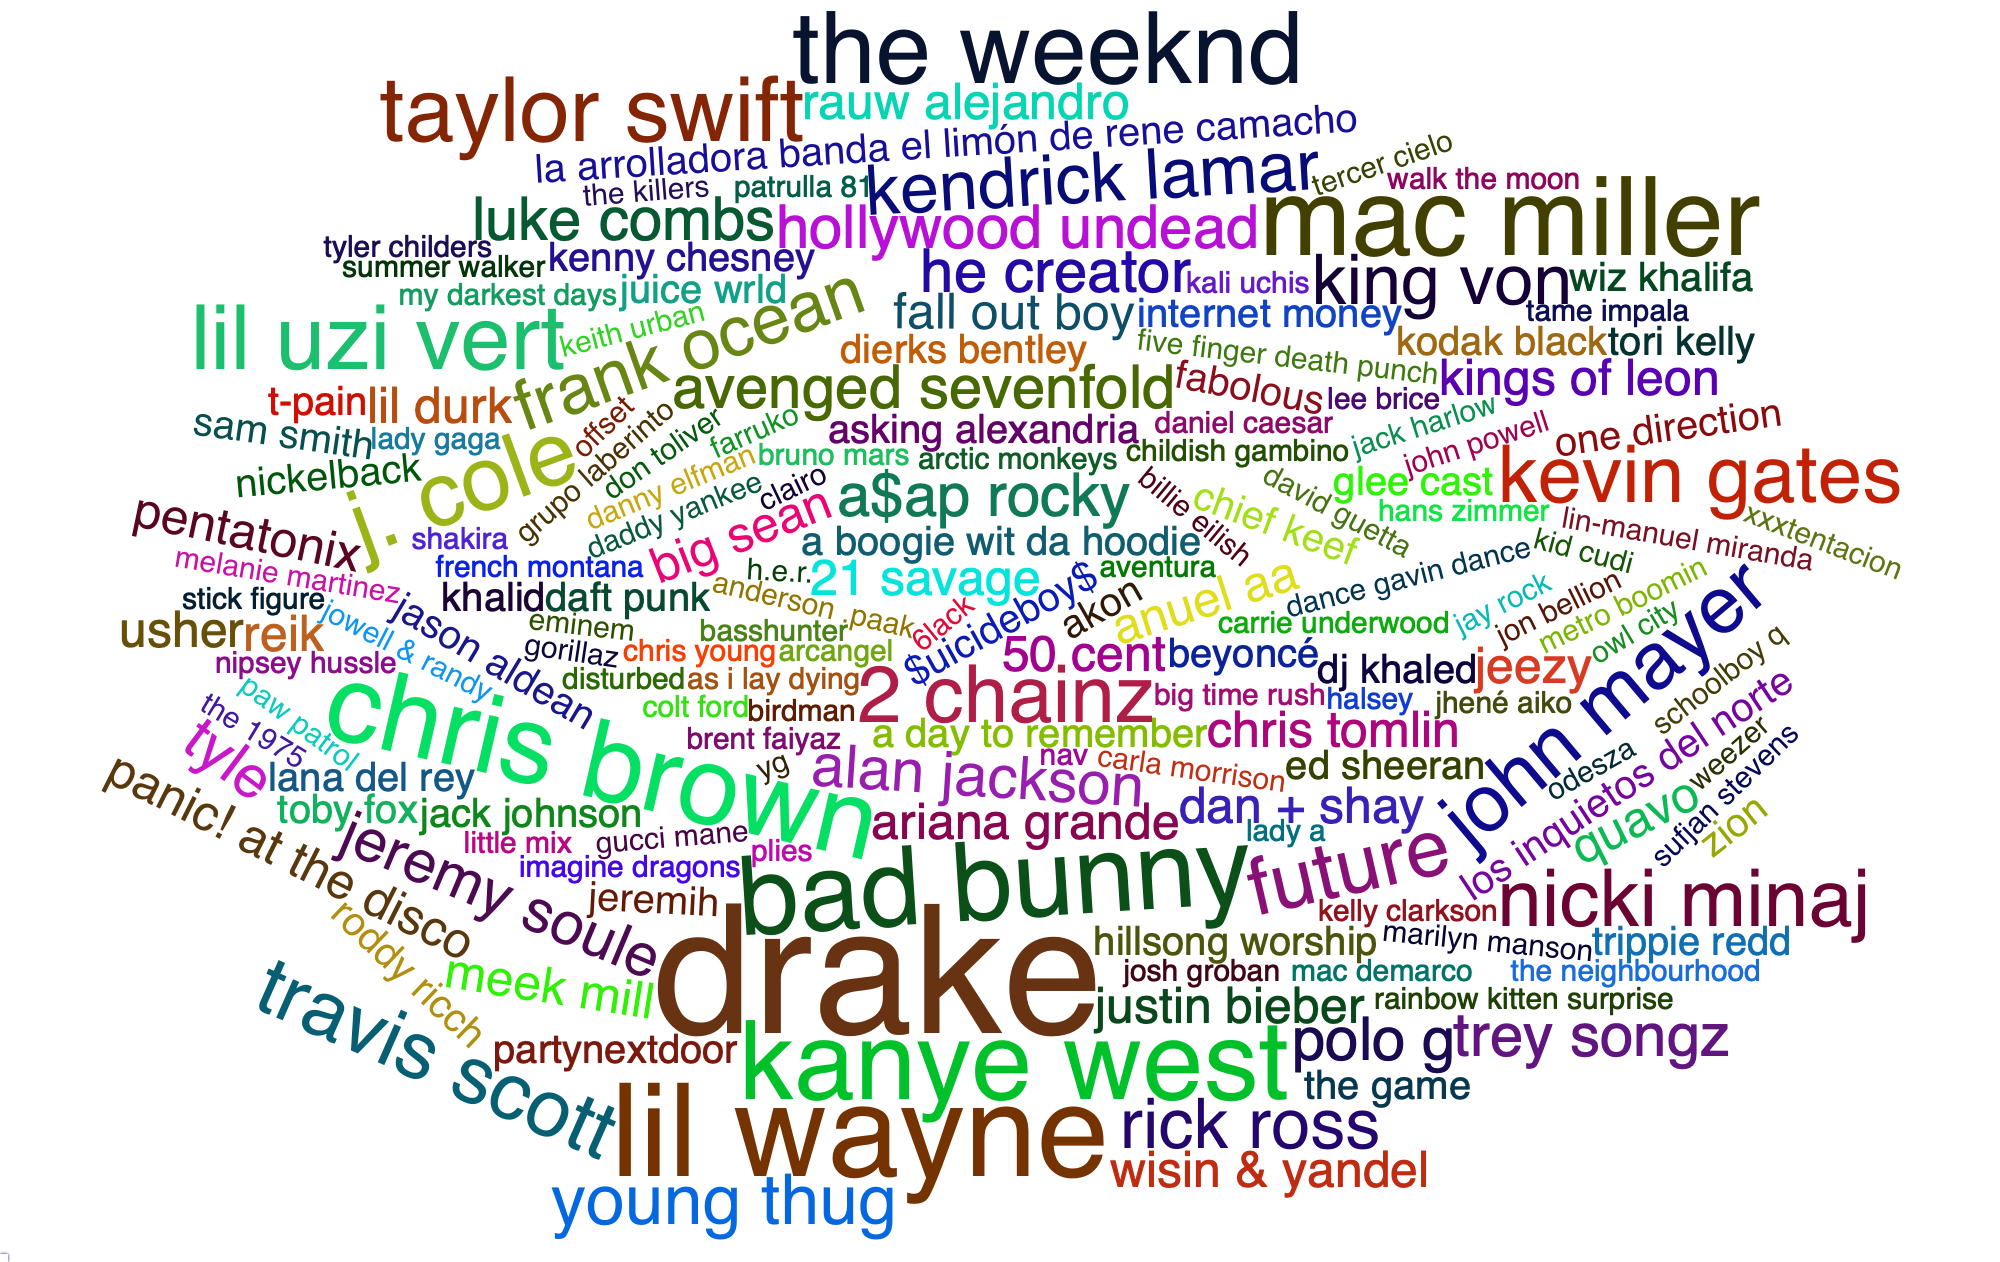 the weeknd
taylor swift
rauw alejandro
la arrolladora banda el limón de rene camacho
kendrick lamar
tercer cielo
walk the moon
the killers
patrulla 81
luke combs
hollywood undead
mac miller
tyler childers
kenny chesney
he creator
kali uchis
king von
wiz khalifa
summer walker
my darkest days
juice wrld
frank ocean
fall out boy
internet money
tame impala
lil uzi vert
keith urban
dierks bentley
five finger death punch
kodak black
tori kelly
t-pain
lil durk
avenged sevenfold
fabolous
lee brice
kings of leon
sam smith
lady gaga
offset
grupo laberinto
don toliver
farruko
asking alexandria
daniel caesar
jack harlow
john powell
one direction
nickelback
j. cole
danny elfman
bruno mars
arctic monkeys
childish gambino
glee cast
kevin gates
daddy yankee
clairo
a$ap rocky
billie eilish
chief keef
david guetta
hans zimmer
lin-manuel miranda
xxxtentacion
pentatonix
shakira
big sean
a boogie wit da hoodie
kid cudi
melanie martinez
french montana
h.e.r.
21 savage
aventura
dance gavin dance
stick figure
jowell & randy
jason aldean
khalid
daft punk
anderson .paak
6lack
$uicideboy$
akon
anuel aa
carrie underwood
jay rock
jon bellion
metro boomin
owl city
usher
reik
eminem
gorillaz
basshunter
chris young
arcangel
50 cent
beyoncé
dj khaled
jeezy
john mayer
schoolboy q
nipsey hussle
disturbed
as i lay dying
2 chainz
big time rush
halsey
jhené aiko
paw patrol
the 1975
chris brown
colt ford
birdman
brent faiyaz
a day to remember
chris tomlin
los inquietos del norte
tyle
lana del rey
yg
alan jackson
nav
carla morrison
ed sheeran
odesza
weezer
sufjan stevens
panic! at the disco
toby fox
jack johnson
ariana grande
dan + shay
quavo
zion
jeremy soule
little mix
gucci mane
plies
lady a
imagine dragons
bad bunny
future
jeremih
kelly clarkson
nicki minaj
roddy ricch
drake
hillsong worship
marilyn manson
trippie redd
meek mill
josh groban
mac demarco
the neighbourhood
travis scott
justin bieber
rainbow kitten surprise
partynextdoor
kanye west
polo g
trey songz
the game
lil wayne
rick ross
wisin & yandel
young thug